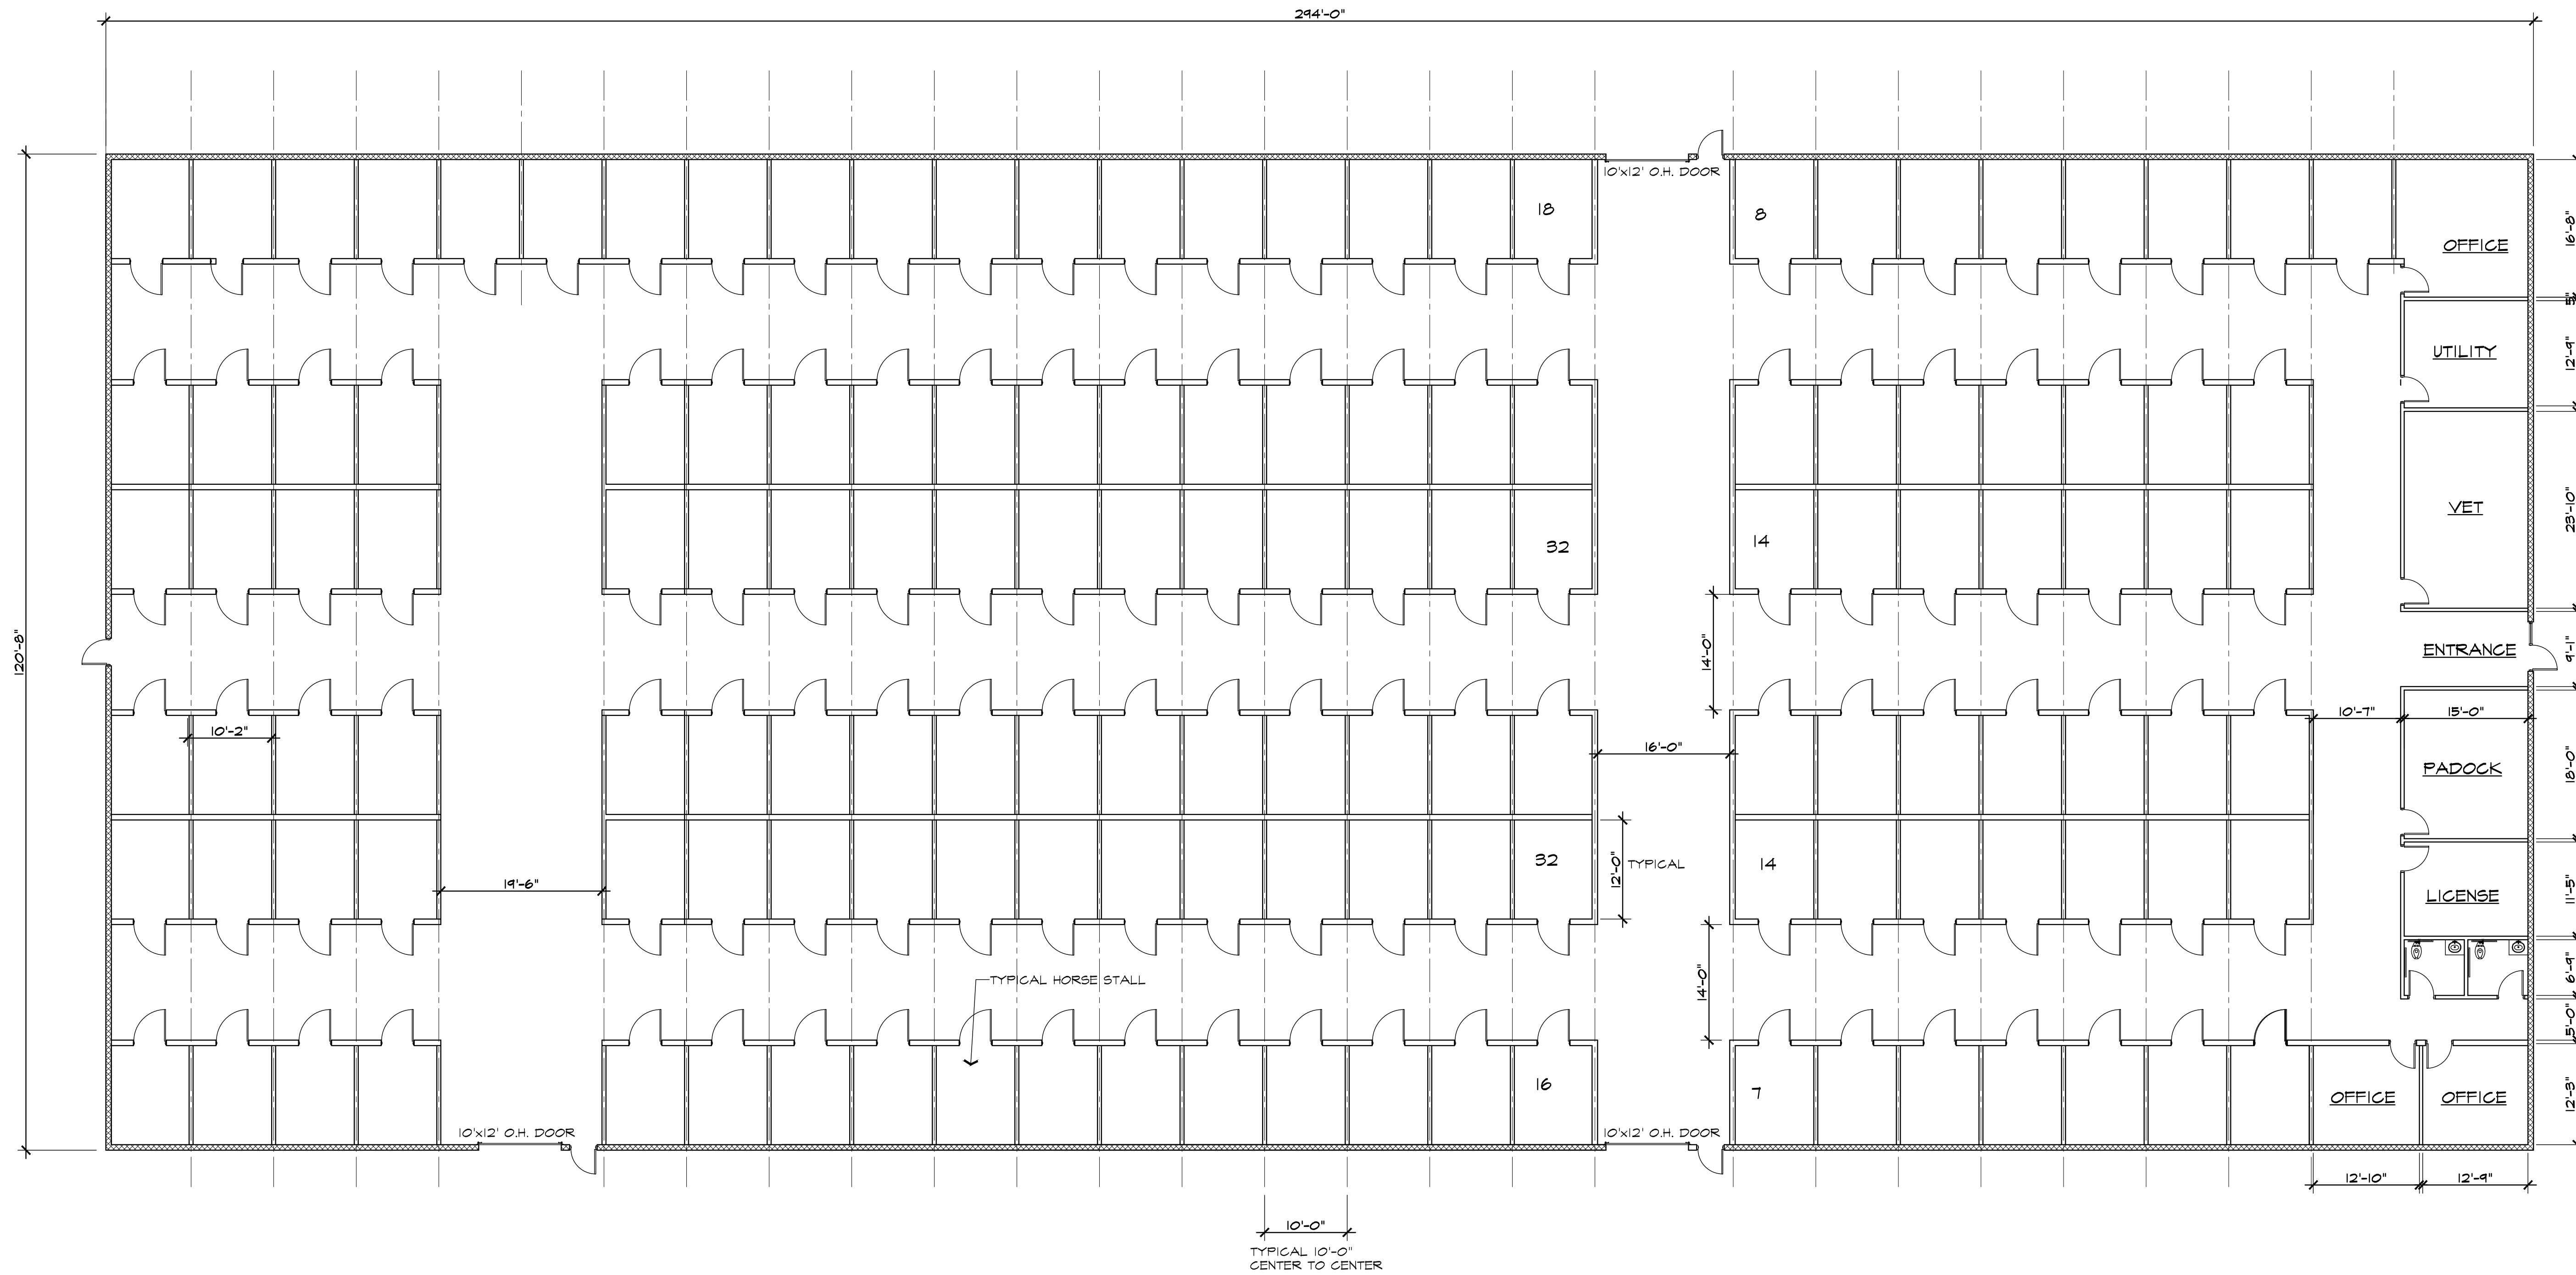 294'-0"
10'x12' O.H. DOOR
18
8
OFFICE
16'-8"
5"
UTILITY
12'-9"
VET
23'-10"
32
14
14'-0"
120'-8"
ENTRANCE
9'-1"
10'-2"
10'-7"
15'-0"
16'-0"
PADOCK
18'-0"
32
12'-0"
TYPICAL
14
19'-6"
LICENSE
11'-5"
TYPICAL HORSE STALL
14'-0"
6'-9"
5'-0"
16
7
OFFICE
OFFICE
12'-3"
10'x12' O.H. DOOR
10'x12' O.H. DOOR
12'-10"
12'-9"
10'-0"
TYPICAL 10'-0"
CENTER TO CENTER